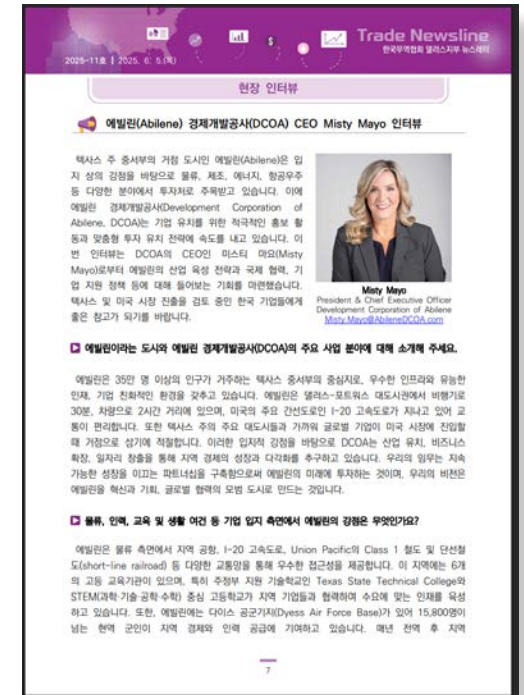 Trade Newsline
2025-11호 | 2025. 6. 5.(목)
한국무역협회 댈러스지부 뉴스레터
현장 인터뷰
에빌린(Abilene) 경제개발공사(DCOA) CEO Misty Mayo 인터뷰
텍사스 주 중서부의 거점 도시인 에빌린(Abilene)은 입
지 상의 강점을 바탕으로 물류, 제조, 에너지, 항공우주
등 다양한 분야에서 투자처로 주목받고 있습니다. 이에
에빌린 경제개발공사(Development Corporation of
Abilene, DCOA)는 기업 유치를 위한 적극적인 홍보 활
동과 맞춤형 투자 유치 전략에 속도를 내고 있습니다. 이
번 인터뷰는 DCOA의 CEO인 미스티 마요(Misty
Mayo)로부터 에빌린의 산업 육성 전략과 국제 협력, 기
업 지원 정책 등에 대해 들어보는 기회를 마련했습니다.
텍사스 및 미국 시장 진출을 검토 중인 한국 기업들에게
좋은 참고가 되기를 바랍니다.
Misty Mayo
President & Chief Executive Officer
Development Corporation of Abilene
Misty.Mayo@AbileneDCOA.com
에빌린이라는 도시와 에빌린 경제개발공사(DCOA)의 주요 사업 분야에 대해 소개해 주세요.
에빌린은 35만 명 이상의 인구가 거주하는 텍사스 중서부의 중심지로, 우수한 인프라와 유능한
인재, 기업 친화적인 환경을 갖추고 있습니다. 에빌린은 댈러스-포트워스 대도시권에서 비행기로
30분, 차량으로 2시간 거리에 있으며, 미국의 주요 간선도로인 I-20 고속도로가 지나고 있어 교
통이 편리합니다. 또한 텍사스 주의 주요 대도시들과 가까워 글로벌 기업이 미국 시장에 진입할
때 거점으로 삼기에 적절합니다. 이러한 입지적 강점을 바탕으로 DCOA는 산업 유치, 비즈니스
확장, 일자리 창출을 통해 지역 경제의 성장과 다각화를 추구하고 있습니다. 우리의 임무는 지속
가능한 성장을 이끄는 파트너십을 구축함으로써 에빌린의 미래에 투자하는 것이며, 우리의 비전은
에빌린을 혁신과 기회, 글로벌 협력의 모범 도시로 만드는 것입니다.
물류, 인력, 교육 및 생활 여건 등 기업 입지 측면에서 에빌린의 강점은 무엇인가요?
에빌린은 물류 측면에서 지역 공항, I-20 고속도로, Union Pacific의 Class 1 철도 및 단선철
도(short-line railroad) 등 다양한 교통망을 통해 우수한 접근성을 제공합니다. 이 지역에는 6개
의 고등 교육기관이 있으며, 특히 주정부 지원 기술학교인 Texas State Technical College와
STEM(과학·기술·공학·수학) 중심 고등학교가 지역 기업들과 협력하여 수요에 맞는 인재를 육성
하고 있습니다. 또한, 에빌린에는 다이스 공군기지(Dyess Air Force Base)가 있어 15,800명이
넘는 현역 군인이 지역 경제와 인력 공급에 기여하고 있습니다. 매년 전역 후 지역
7